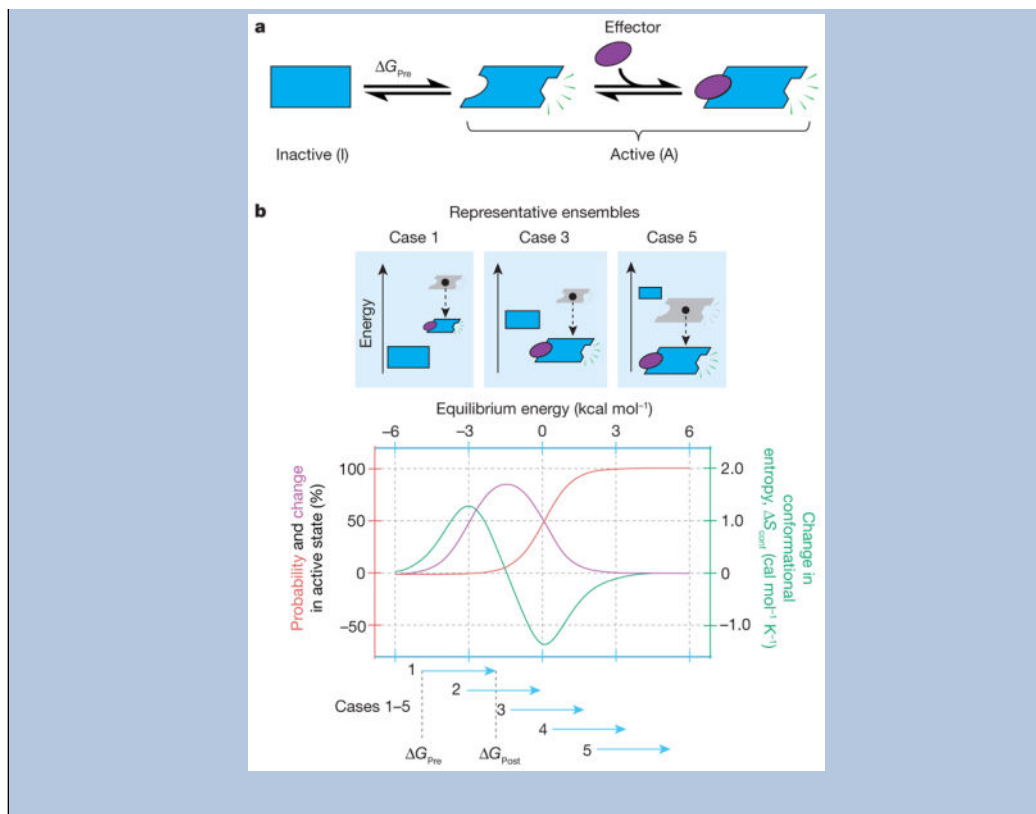 a
Effector
ΔG_Pre
Inactive (I)
Active (A)
b
Representative ensembles
Case 1
Case 3
Case 5
Energy
Equilibrium energy (kcal mol⁻¹)
−6
−3
0
3
6
Probability and change
in active state (%)
100
50
0
−50
2.0
1.0
0
−1.0
Change in
conformational
entropy, ΔS_conf (cal mol⁻¹ K⁻¹)
1
2
Cases 1–5
3
4
5
ΔG_Pre
ΔG_Post